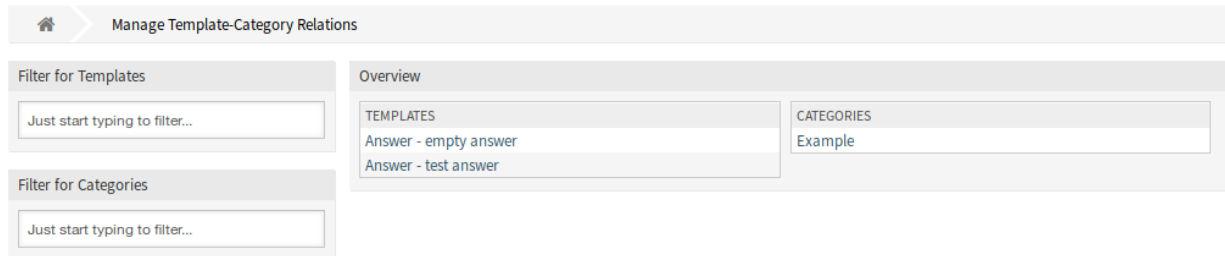 Manage Template-Category Relations
Filter for Templates
Just start typing to filter...
Filter for Categories
Just start typing to filter...
Overview
TEMPLATES
Answer - empty answer
Answer - test answer
CATEGORIES
Example